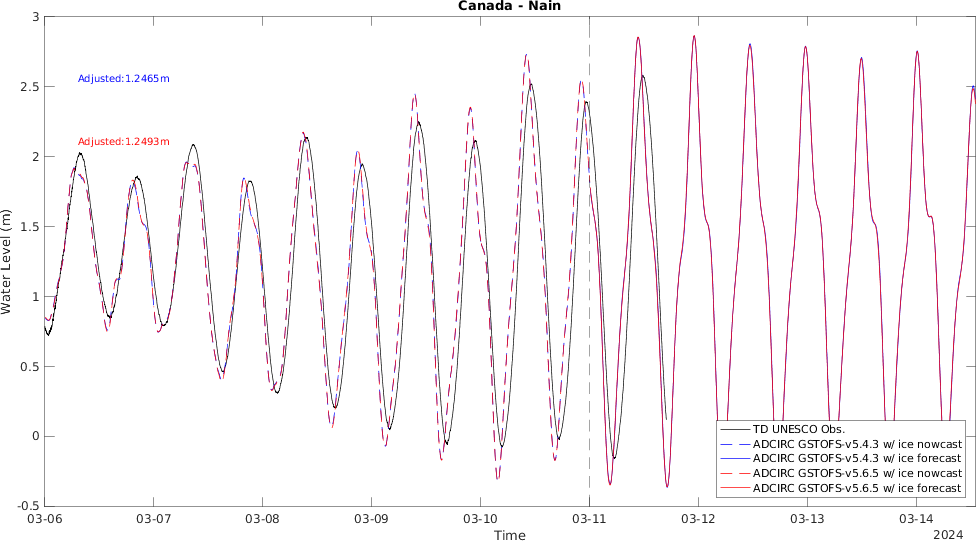 Canada - Nain
3
2.5
2
1.5
1
0.5
0
-0.5
Water Level (m)
Adjusted:1.2465m
Adjusted:1.2493m
TD UNESCO Obs.
ADCIRC GSTOFS-v5.4.3 w/ ice nowcast
ADCIRC GSTOFS-v5.4.3 w/ ice forecast
ADCIRC GSTOFS-v5.6.5 w/ ice nowcast
ADCIRC GSTOFS-v5.6.5 w/ ice forecast
03-06 03-07 03-08 03-09 03-10 03-11 03-12 03-13 03-14
Time
2024